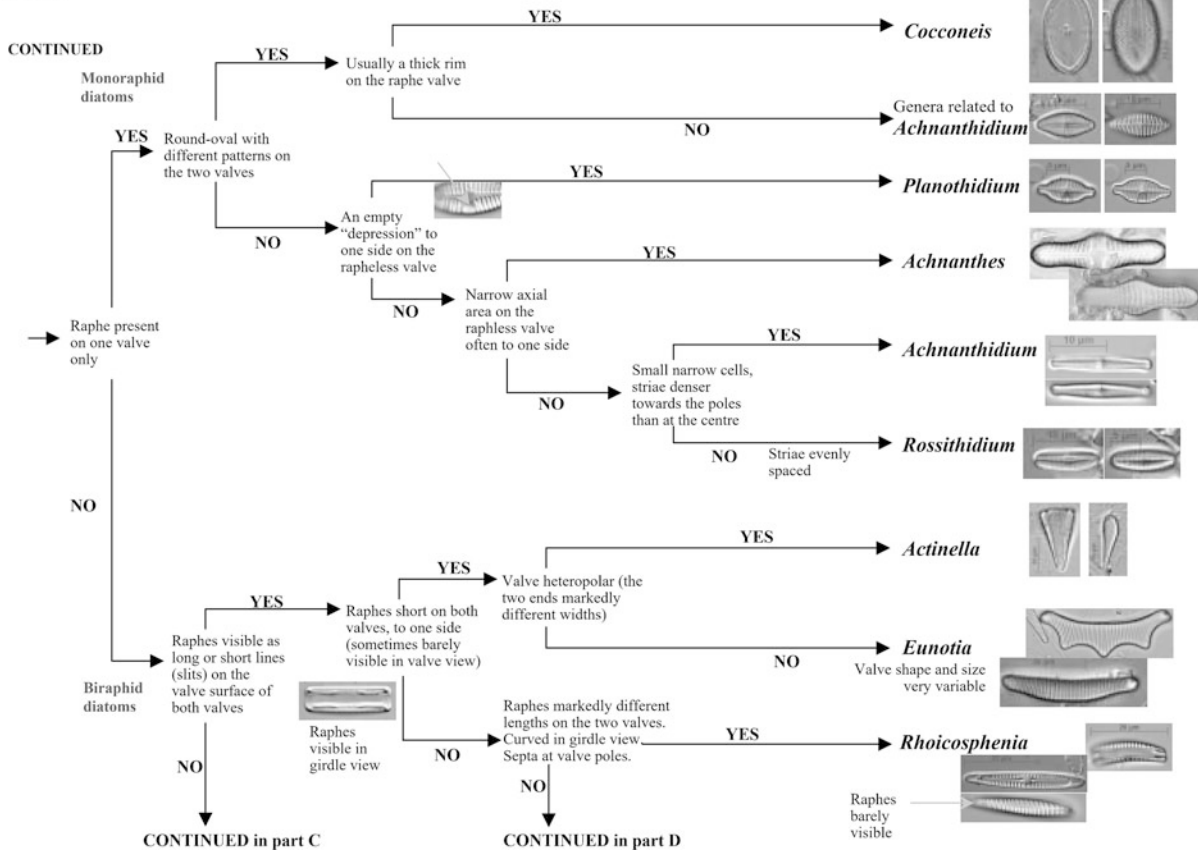 CONTINUED
Monoraphid
diatoms
YES
YES
YES
Cocconeis
Usually a thick rim
on the raphe valve
NO
Genera related to
Achnanthidium
Round-oval with
different patterns on
the two valves
YES
Planothidium
NO
An empty
“depression” to
one side on the
rapheless valve
YES
Achnanthes
NO
Narrow axial
area on the
raphless valve
often to one side
Raphe present
on one valve
only
YES
Achnanthidium
10 µm
NO
Small narrow cells,
striae denser
towards the poles
than at the centre
NO
Striae evenly
spaced
Rossithidium
NO
YES
Actinella
YES
Valve heteropolar (the
two ends markedly
different widths)
YES
Raphes short on both
valves, to one side
(sometimes barely
visible in valve view)
NO
Eunotia
Valve shape and size
very variable
Biraphid
diatoms
Raphes visible as
long or short lines
(slits) on the
valve surface of
both valves
Raphes
visible in
girdle view
NO
Raphes markedly different
lengths on the two valves.
Curved in girdle view
Septa at valve poles.
YES
Rhoicosphenia
NO
NO
Raphes
barely
visible
CONTINUED in part C
CONTINUED in part D